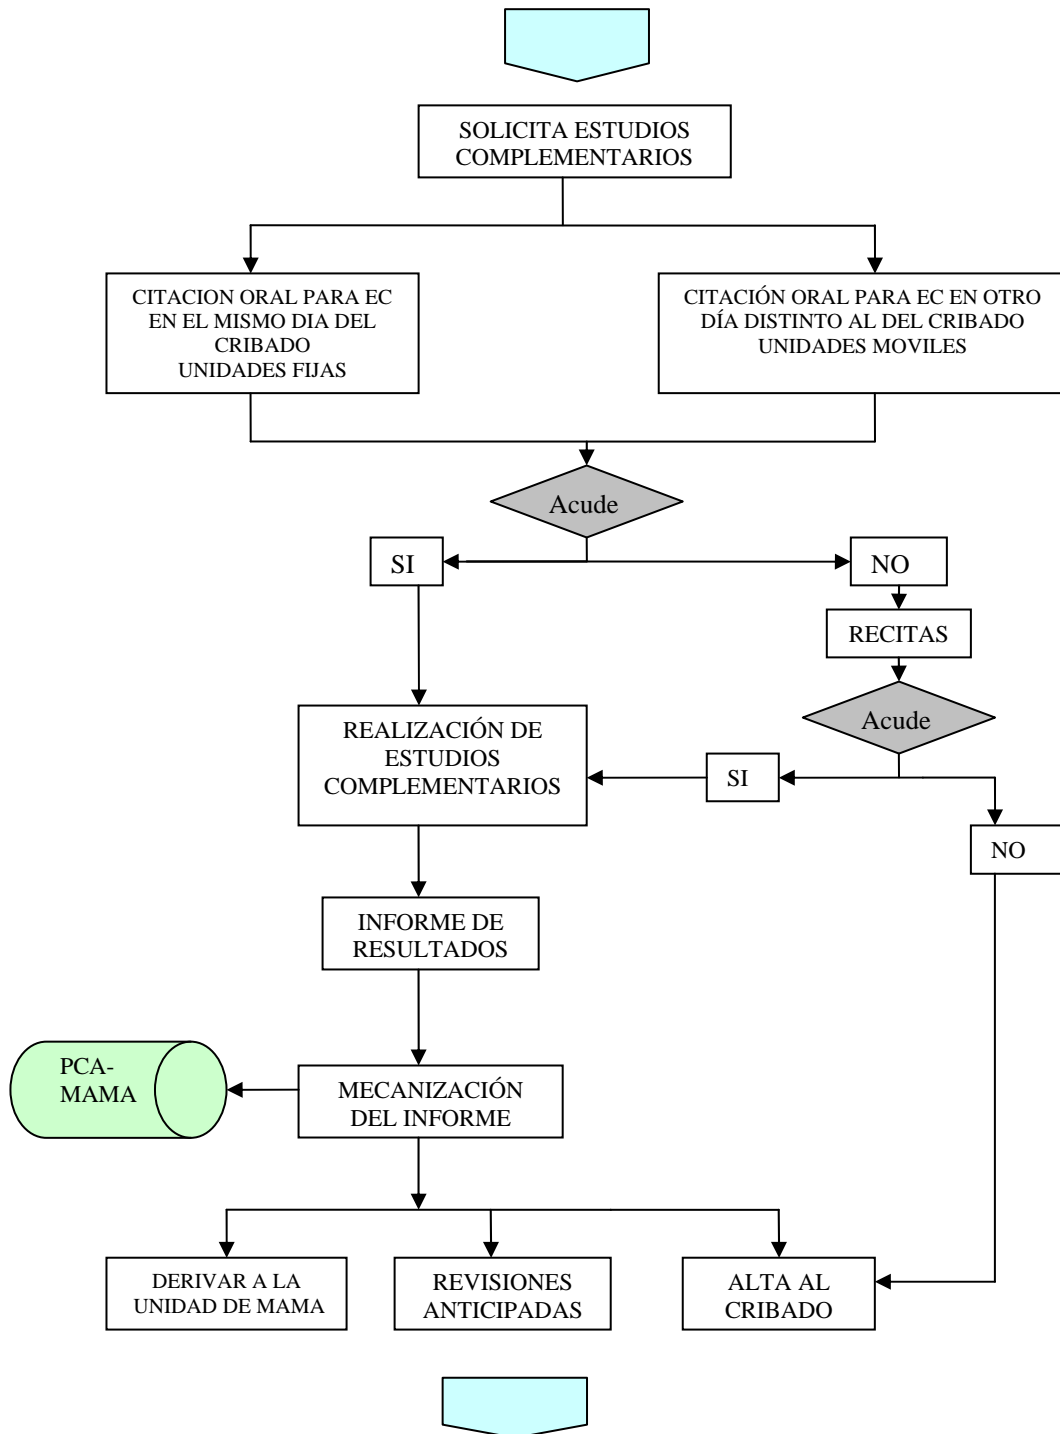 SOLICITA ESTUDIOS
COMPLEMENTARIOS
CITACION ORAL PARA EC
EN EL MISMO DIA DEL
CRIBADO
UNIDADES FIJAS
CITACIÓN ORAL PARA EC EN OTRO
DÍA DISTINTO AL DEL CRIBADO
UNIDADES MOVILES
Acude
SI
NO
RECITAS
Acude
REALIZACIÓN DE
ESTUDIOS
COMPLEMENTARIOS
SI
NO
INFORME DE
RESULTADOS
PCA-
MAMA
MECANIZACIÓN
DEL INFORME
DERIVAR A LA
UNIDAD DE MAMA
REVISIONES
ANTICIPADAS
ALTA AL
CRIBADO